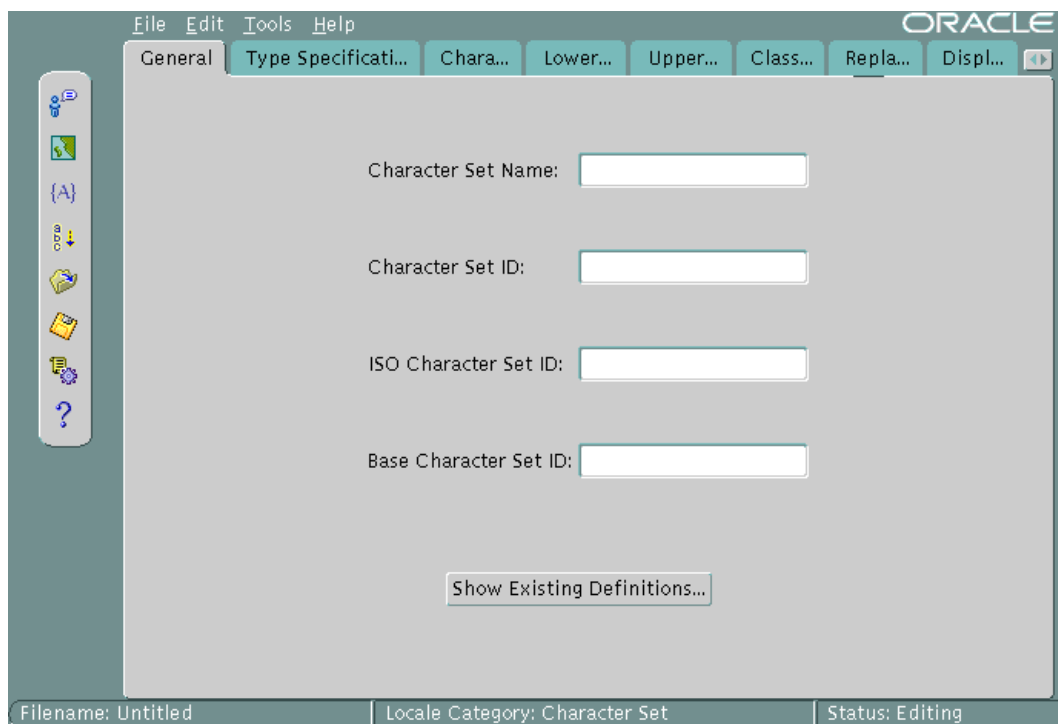 File Edit Tools Help
ORACLE
General Type Specificati... Chara... Lower... Upper... Class... Repla... Displ...
{A}
a
b
c
?
Character Set Name:
Character Set ID:
ISO Character Set ID:
Base Character Set ID:
Show Existing Definitions...
Filename: Untitled Locale Category: Character Set Status: Editing